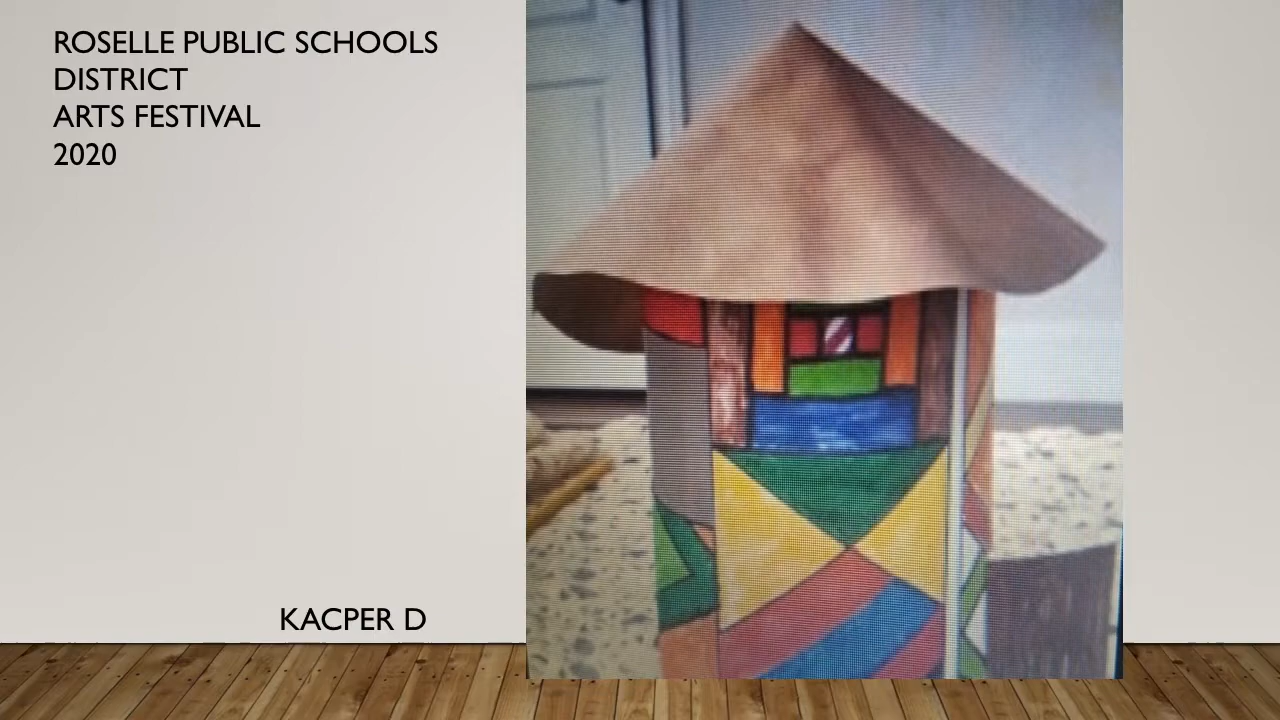 ROSELLE PUBLIC SCHOOLS
DISTRICT
ARTS FESTIVAL
2020
KACPER D